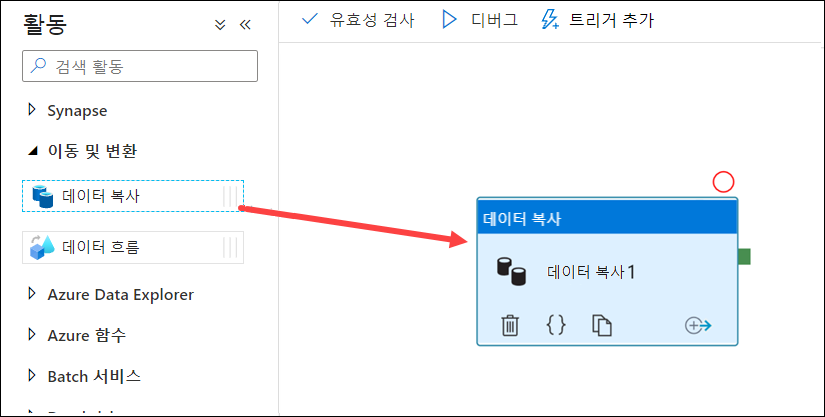 활동
유효성 검사
디버그
트리거 추가
검색 활동
Synapse
이동 및 변환
데이터 복사
데이터 흐름
Azure Data Explorer
Azure 함수
Batch 서비스
데이터 복사
데이터 복사1